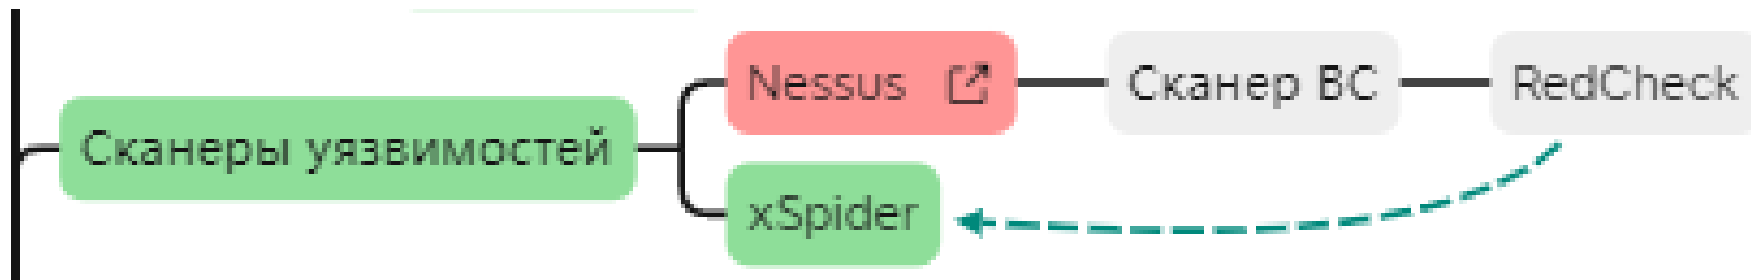 Nessus
Сканер ВС
RedCheck
Сканеры уязвимостей
xSpider